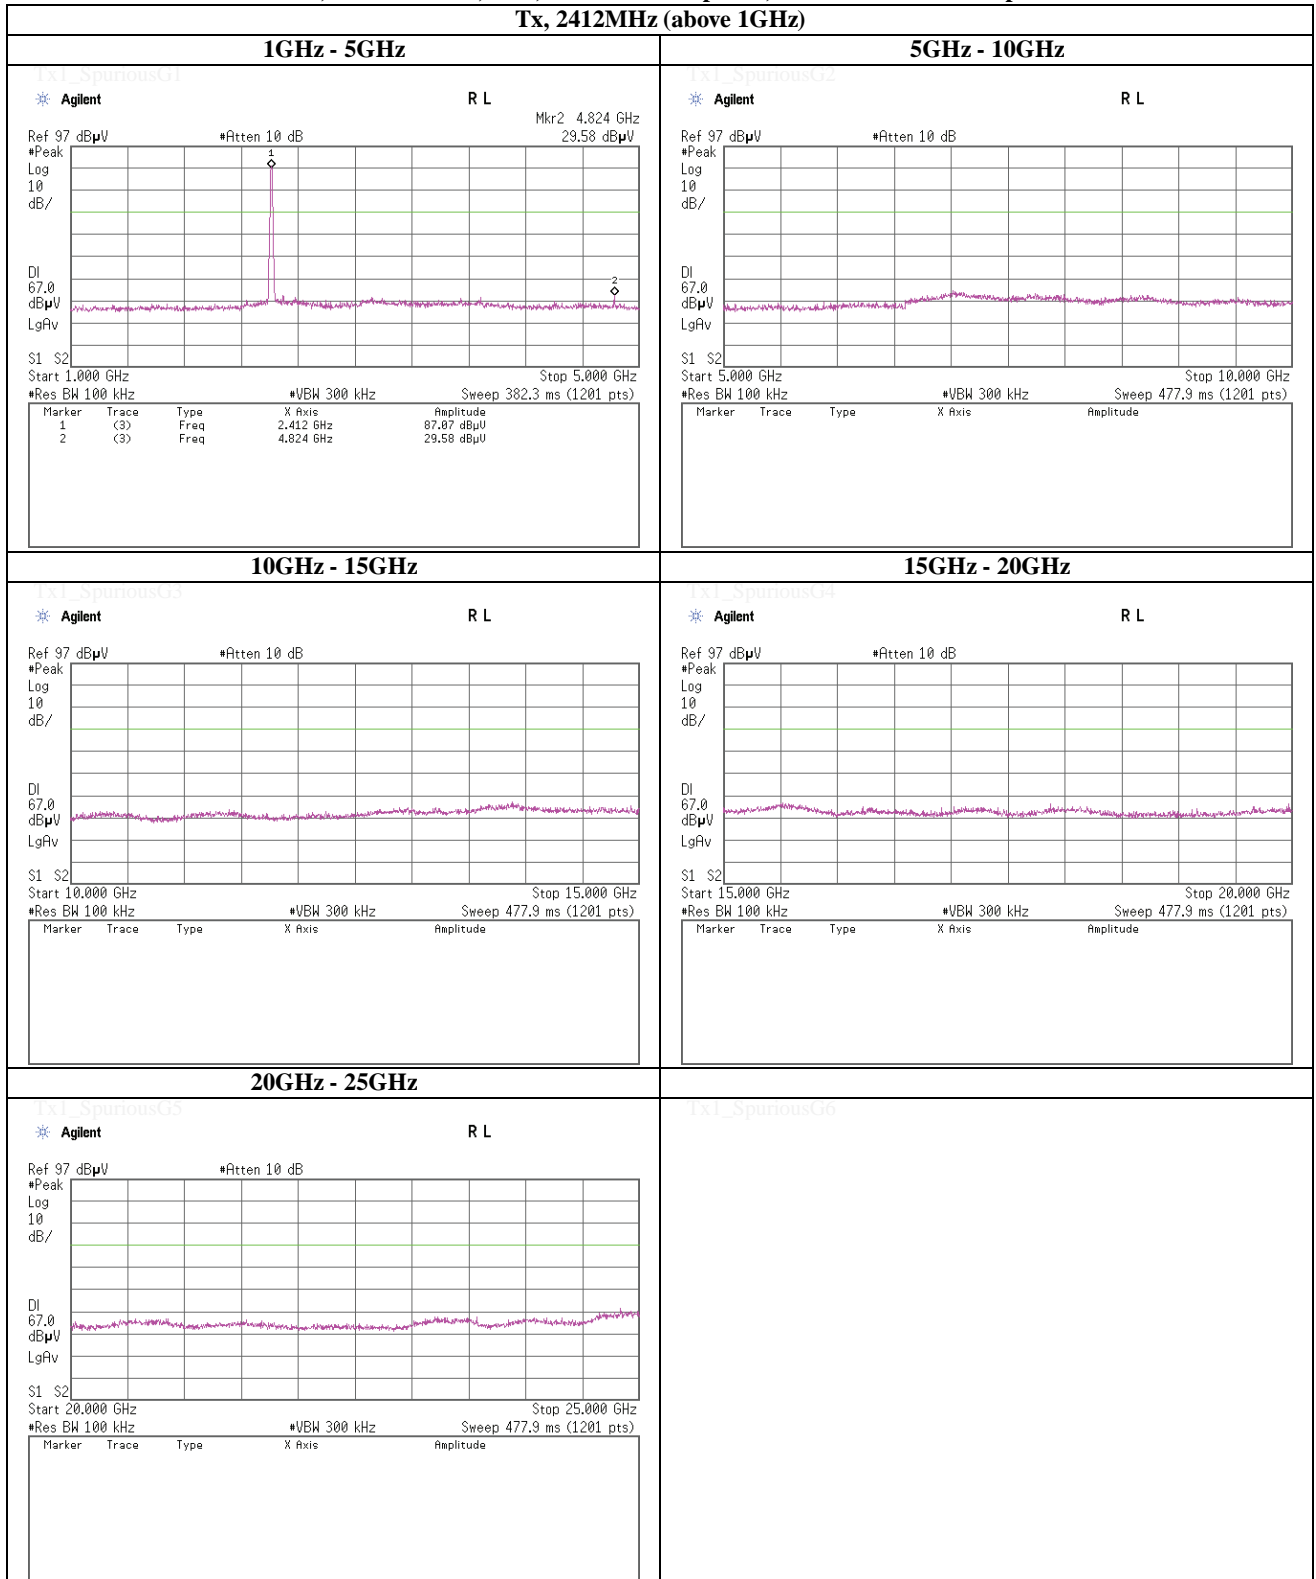 Tx, 2412MHz (above 1GHz)
1GHz - 5GHz
Tx1_SpuriousG1
Agilent
R L
Mkr2 4.824 GHz
Ref 97 dBµV #Atten 10 dB 29.58 dBµV
#Peak
Log
10
dB/
1
2
DI
67.0
dBµV
LgAv
S1 S2
Start 1.000 GHz Stop 5.000 GHz
#Res BW 100 kHz #VBW 300 kHz Sweep 382.3 ms (1201 pts)
Marker Trace Type X Axis Amplitude
1 (3) Freq 2.412 GHz 87.07 dBµV
2 (3) Freq 4.824 GHz 29.58 dBµV
5GHz - 10GHz
Tx1_SpuriousG2
Agilent
R L
Ref 97 dBµV #Atten 10 dB
#Peak
Log
10
dB/
DI
67.0
dBµV
LgAv
S1 S2
Start 5.000 GHz Stop 10.000 GHz
#Res BW 100 kHz #VBW 300 kHz Sweep 477.9 ms (1201 pts)
Marker Trace Type X Axis Amplitude
10GHz - 15GHz
Tx1_SpuriousG3
Agilent
R L
Ref 97 dBµV #Atten 10 dB
#Peak
Log
10
dB/
DI
67.0
dBµV
LgAv
S1 S2
Start 10.000 GHz Stop 15.000 GHz
#Res BW 100 kHz #VBW 300 kHz Sweep 477.9 ms (1201 pts)
Marker Trace Type X Axis Amplitude
15GHz - 20GHz
Tx1_SpuriousG4
Agilent
R L
Ref 97 dBµV #Atten 10 dB
#Peak
Log
10
dB/
DI
67.0
dBµV
LgAv
S1 S2
Start 15.000 GHz Stop 20.000 GHz
#Res BW 100 kHz #VBW 300 kHz Sweep 477.9 ms (1201 pts)
Marker Trace Type X Axis Amplitude
20GHz - 25GHz
Tx1_SpuriousG5
Agilent
R L
Ref 97 dBµV #Atten 10 dB
#Peak
Log
10
dB/
DI
67.0
dBµV
LgAv
S1 S2
Start 20.000 GHz Stop 25.000 GHz
#Res BW 100 kHz #VBW 300 kHz Sweep 477.9 ms (1201 pts)
Marker Trace Type X Axis Amplitude
Tx1_SpuriousG6